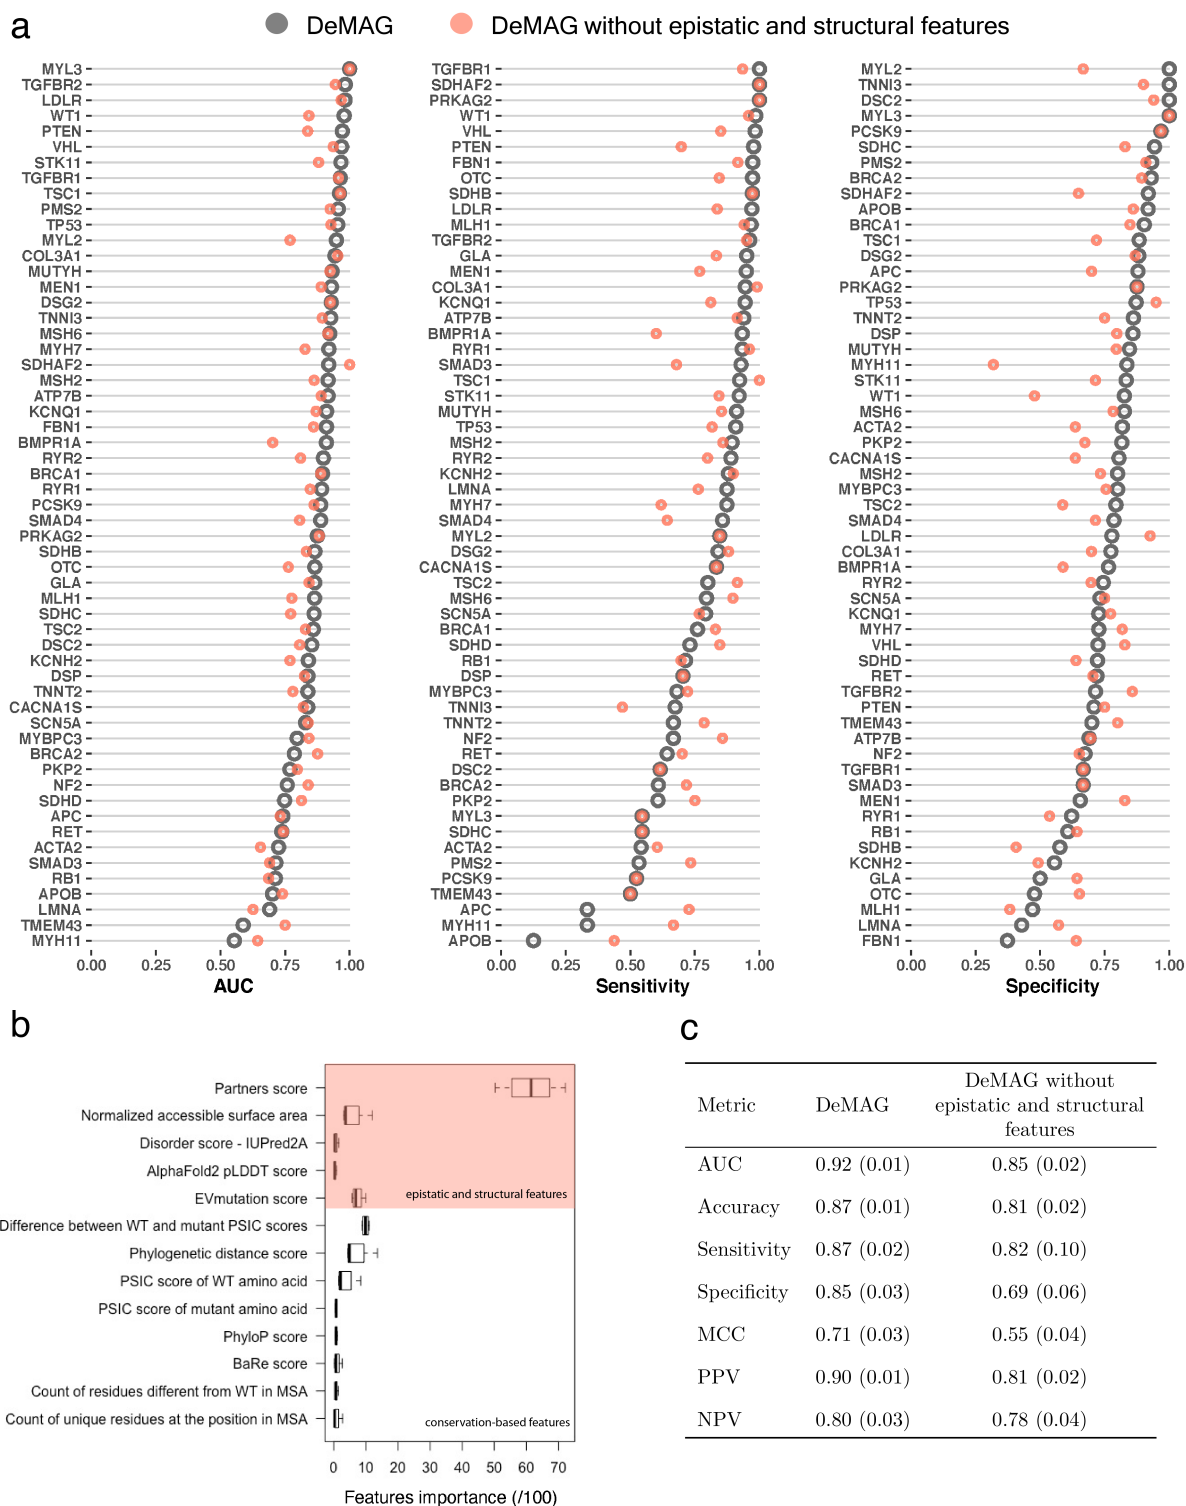 a
DeMAG
DeMAG without epistatic and structural features
MYL3
TGFBR2
LDLR
WT1
PTEN
VHL
STK11
TGFBR1
TSC1
PMS2
TP53
MYL2
COL3A1
MUTYH
MEN1
DSG2
TNNI3
MSH6
MYH7
SDHAF2
MSH2
ATP7B
KCNQ1
FBN1
BMPR1A
RYR2
BRCA1
RYR1
PCSK9
SMAD4
PRKAG2
SDHB
OTC
GLA
MLH1
SDHC
TSC2
DSC2
KCNH2
DSP
TNNT2
CACNA1S
SCN5A
MYBPC3
BRCA2
PKP2
NF2
SDHD
APC
RET
ACTA2
SMAD3
RB1
APOB
LMNA
TMEM43
MYH11
0.00 0.25 0.50 0.75 1.00
AUC
TGFBR1
SDHAF2
PRKAG2
WT1
VHL
PTEN
FBN1
OTC
SDHB
LDLR
MLH1
TGFBR2
GLA
MEN1
COL3A1
KCNQ1
ATP7B
BMPR1A
RYR1
SMAD3
TSC1
STK11
MUTYH
TP53
MSH2
RYR2
KCNH2
LMNA
MYH7
SMAD4
MYL2
DSG2
CACNA1S
TSC2
MSH6
SCN5A
BRCA1
SDHD
RB1
DSP
MYBPC3
TNNI3
TNNT2
NF2
RET
DSC2
BRCA2
PKP2
MYL3
SDHC
ACTA2
PMS2
PCSK9
TMEM43
APC
MYH11
APOB
0.00 0.25 0.50 0.75 1.00
Sensitivity
MYL2
TNNI3
DSC2
MYL3
PCSK9
SDHC
PMS2
BRCA2
SDHAF2
APOB
BRCA1
TSC1
DSG2
APC
PRKAG2
TP53
TNNT2
DSP
MUTYH
MYH11
STK11
WT1
MSH6
ACTA2
PKP2
CACNA1S
MSH2
MYBPC3
TSC2
SMAD4
LDLR
COL3A1
BMPR1A
RYR2
SCN5A
KCNQ1
MYH7
VHL
SDHD
RET
TGFBR2
PTEN
TMEM43
ATP7B
NF2
TGFBR1
SMAD3
MEN1
RYR1
RB1
SDHB
KCNH2
GLA
OTC
MLH1
LMNA
FBN1
0.00 0.25 0.50 0.75 1.00
Specificity
b
Partners score
Normalized accessible surface area
Disorder score - IUPred2A
AlphaFold2 pLDDT score
EVmutation score
Difference between WT and mutant PSIC scores
Phylogenetic distance score
PSIC score of WT amino acid
PSIC score of mutant amino acid
PhyloP score
BaRe score
Count of residues different from WT in MSA
Count of unique residues at the position in MSA
epistatic and structural features
conservation-based features
0 10 20 30 40 50 60 70
Features importance (/100)
c
Metric DeMAG DeMAG without
epistatic and structural
features
AUC 0.92 (0.01) 0.85 (0.02)
Accuracy 0.87 (0.01) 0.81 (0.02)
Sensitivity 0.87 (0.02) 0.82 (0.10)
Specificity 0.85 (0.03) 0.69 (0.06)
MCC 0.71 (0.03) 0.55 (0.04)
PPV 0.90 (0.01) 0.81 (0.02)
NPV 0.80 (0.03) 0.78 (0.04)